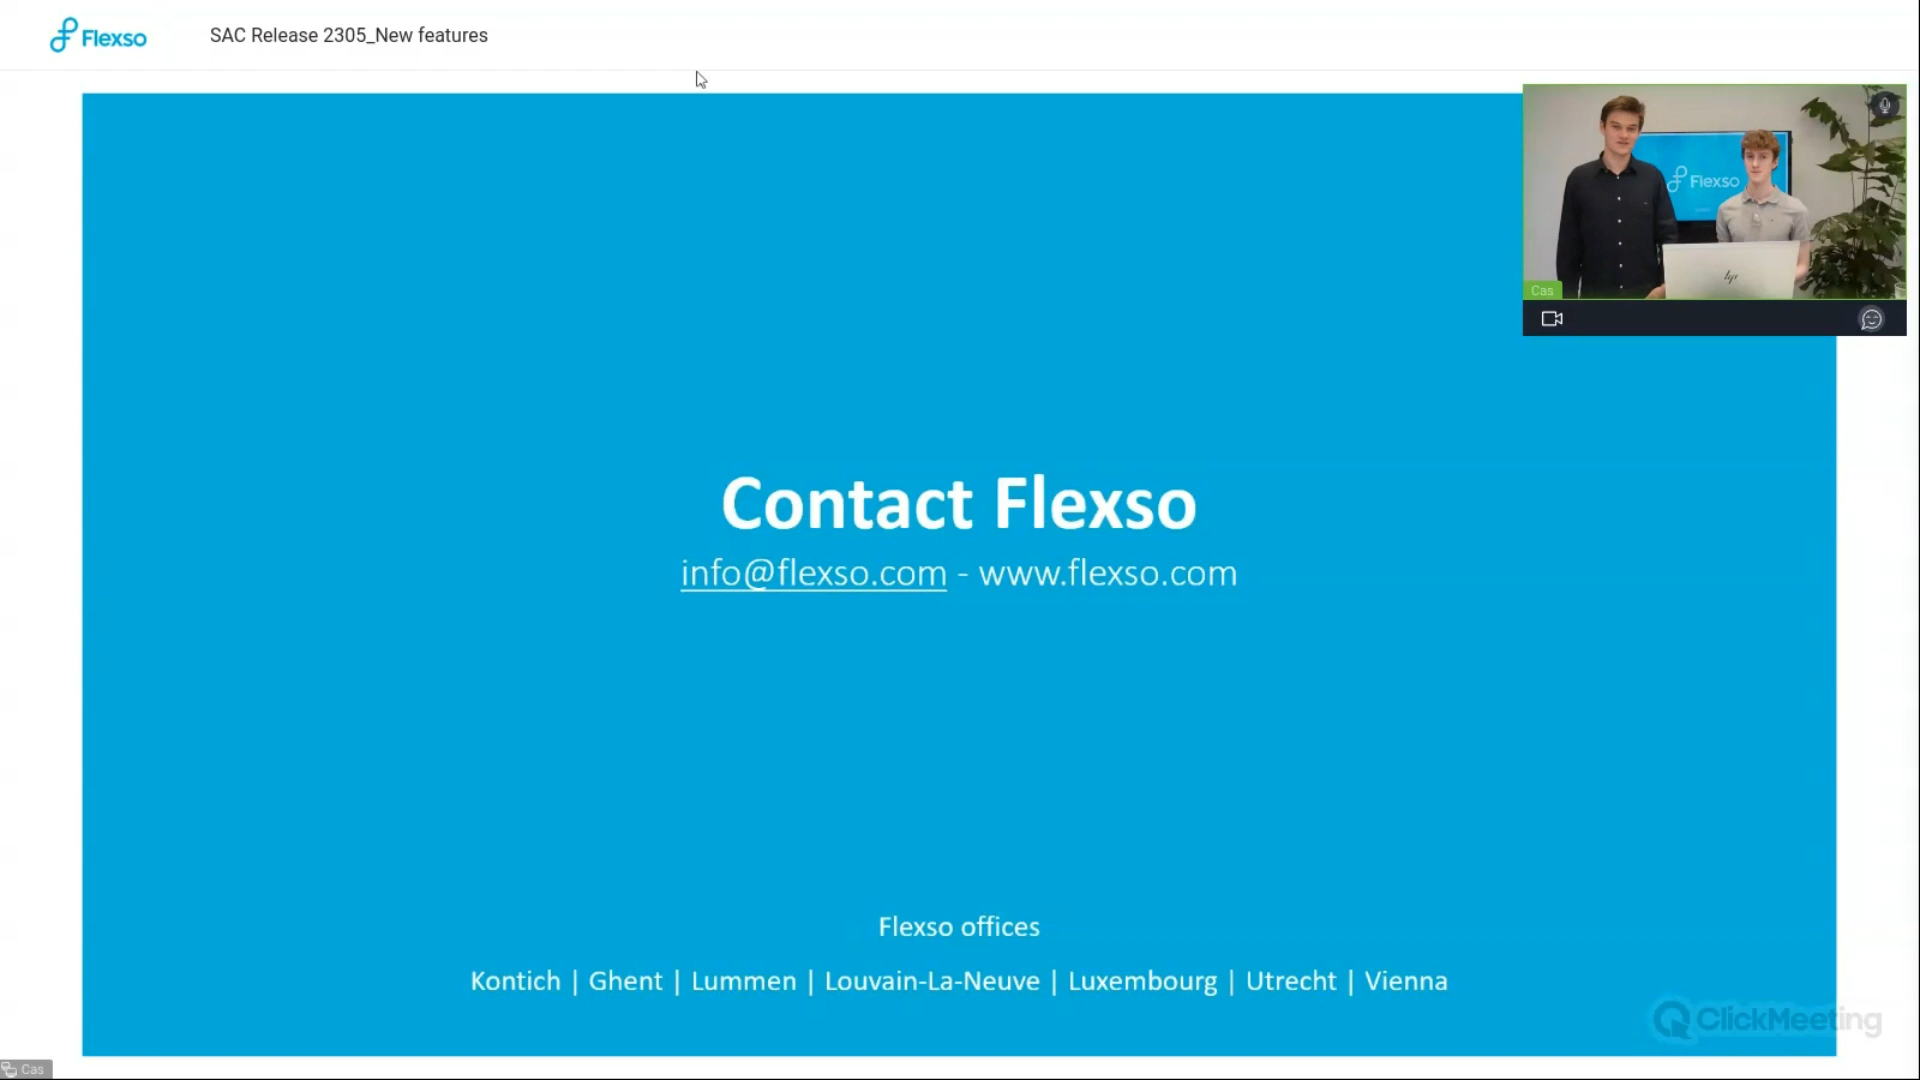 Flexso
SAC Release 2305_New features
Flexso
hp
Cas
Contact Flexso
info@flexso.com - www.flexso.com
Flexso offices
Kontich | Ghent | Lummen | Louvain-La-Neuve | Luxembourg | Utrecht | Vienna
ClickMeeting
Cas